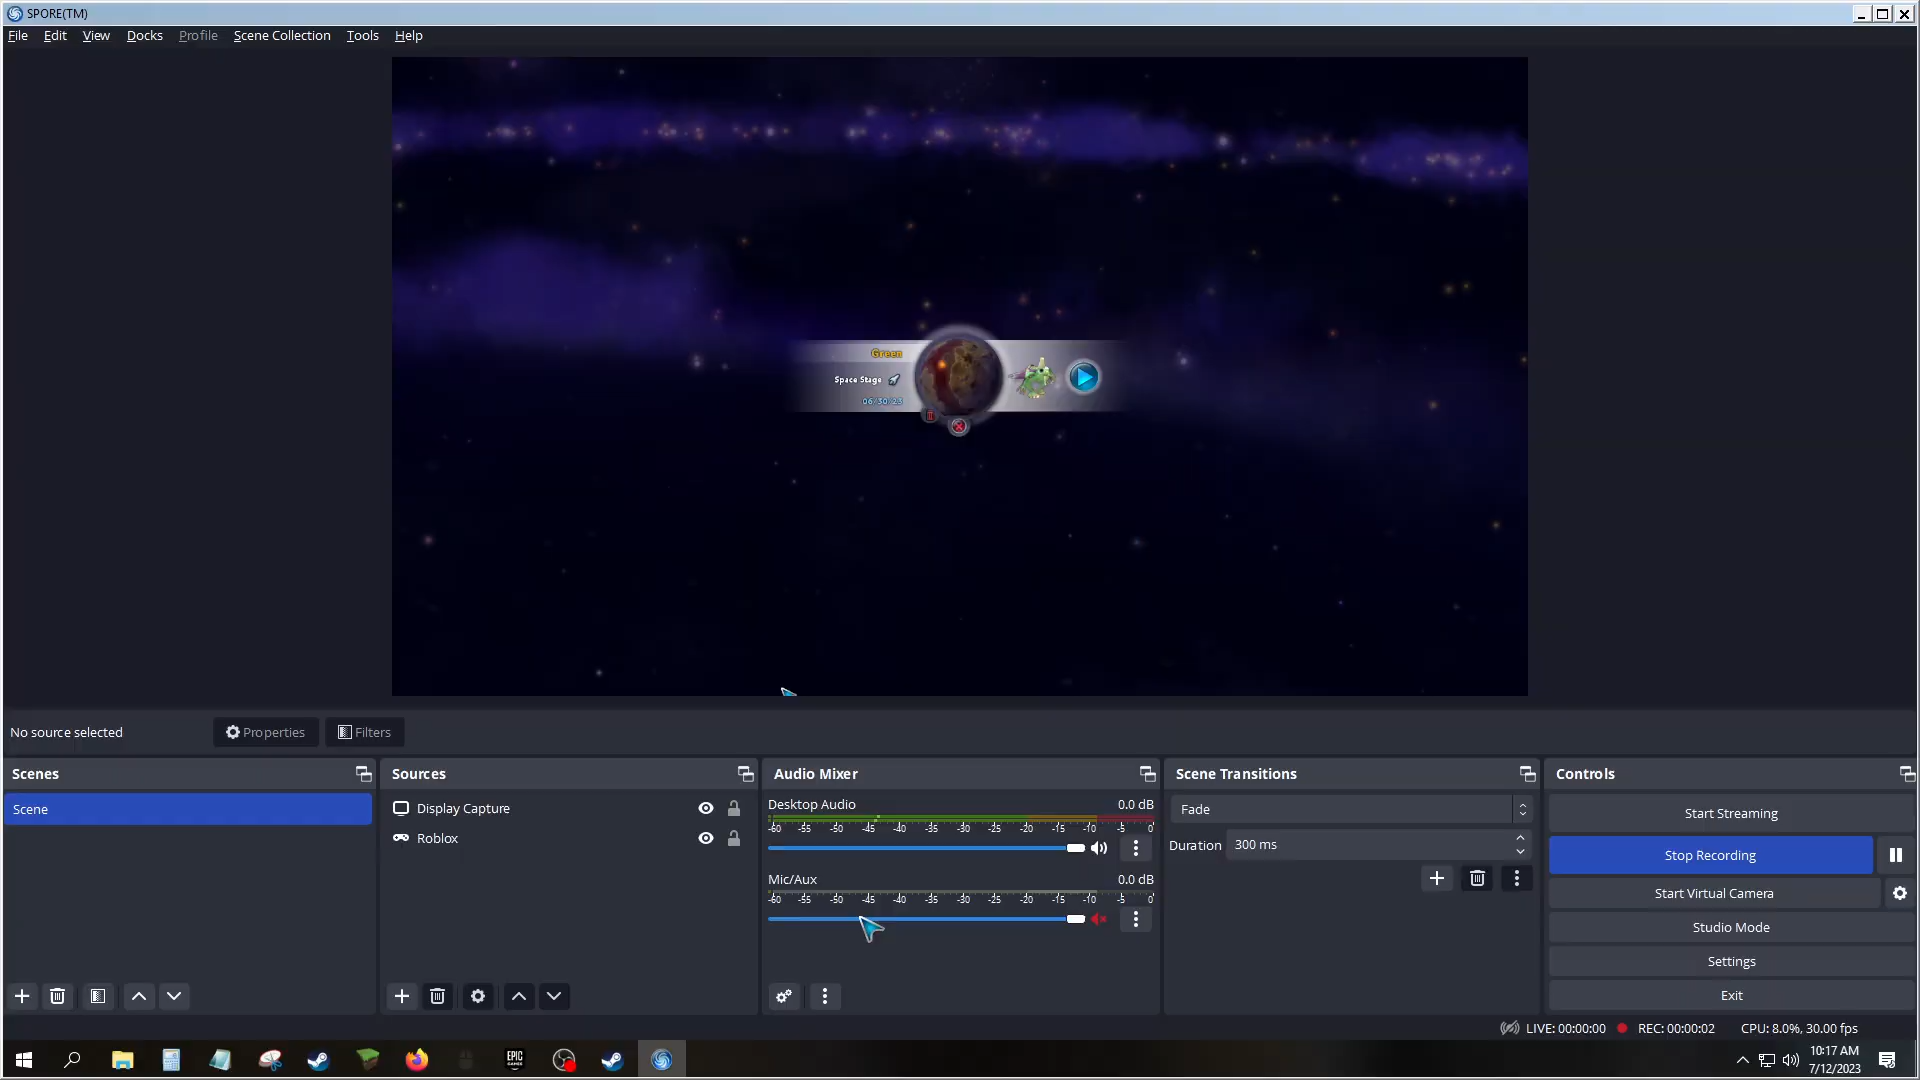 SPORE(TM)
File Edit View Docks Profile Scene Collection Tools Help
Green
Space Stage
06/30/23
No source selected Properties Filters
Scenes
Scene
Sources
Display Capture
Roblox
Audio Mixer
Desktop Audio 0.0 dB
-60 -55 -50 -45 -40 -35 -30 -25 -20 -15 -10 -5 0
Mic/Aux 0.0 dB
-60 -55 -50 -45 -40 -35 -30 -25 -20 -15 -10 -5 0
Scene Transitions
Fade
Duration 300 ms
Controls
Start Streaming
Stop Recording
Start Virtual Camera
Studio Mode
Settings
Exit
LIVE: 00:00:00 REC: 00:00:02 CPU: 8.0%, 30.00 fps
EPIC
GAMES
10:17 AM
7/12/2023